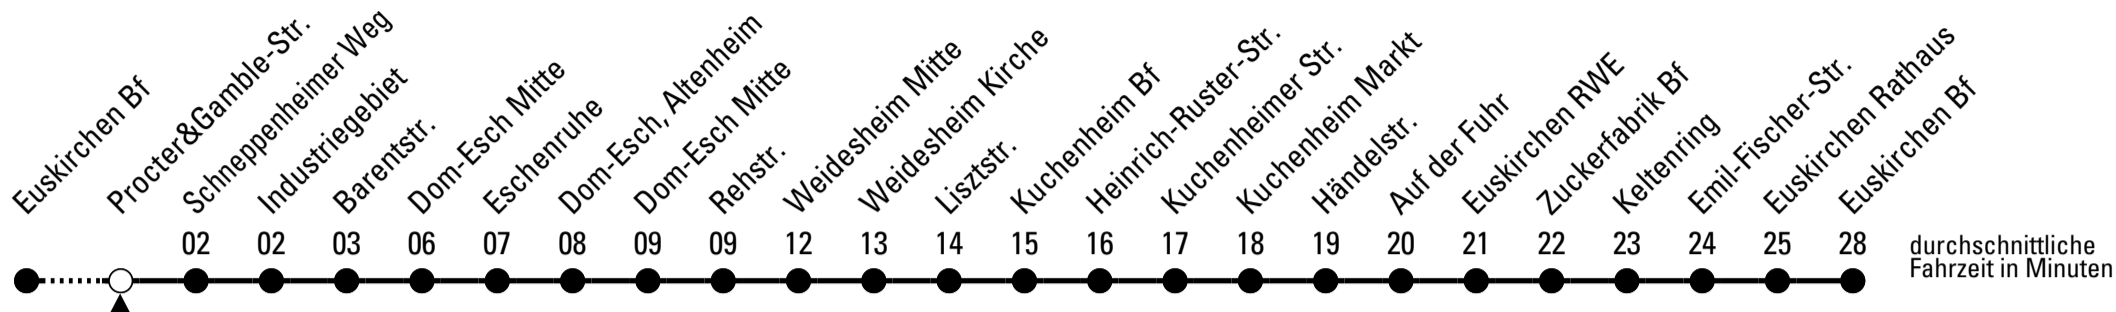 Euskirchen Bf
Procter&Gamble-Str.
Schneppenheimer Weg
Industriegebiet
Barentstr.
Dom-Esch Mitte
Eschenruhe
Dom-Esch, Altenheim
Dom-Esch Mitte
Rehstr.
Weidesheim Mitte
Weidesheim Kirche
Lisztstr.
Kuchenheim Bf
Heinrich-Ruster-Str.
Kuchenheimer Str.
Kuchenheim Markt
Händelstr.
Auf der Fuhr
Euskirchen RWE
Zuckerfabrik Bf
Keltenring
Emil-Fischer-Str.
Euskirchen Rathaus
Euskirchen Bf
02 02 03 06 07 08 09 09 12 13 14 15 16 17 18 19 20 21 22 23 24 25 28
durchschnittliche
Fahrzeit in Minuten